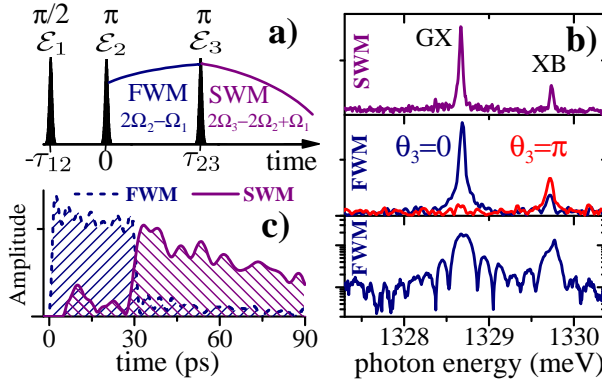 π/2 π π
ℰ₁ ℰ₂ ℰ₃ a)
FWM SWM
2Ω₂−Ω₁ 2Ω₃−2Ω₂+Ω₁
-τ₁₂ 0 τ₂₃ time
FWM SWM
c)
Amplitude
0 30 60 90
time (ps)
b)
GX
XB
SWM
θ₃=0 θ₃=π
FWM
FWM
1328 1329 1330
photon energy (meV)